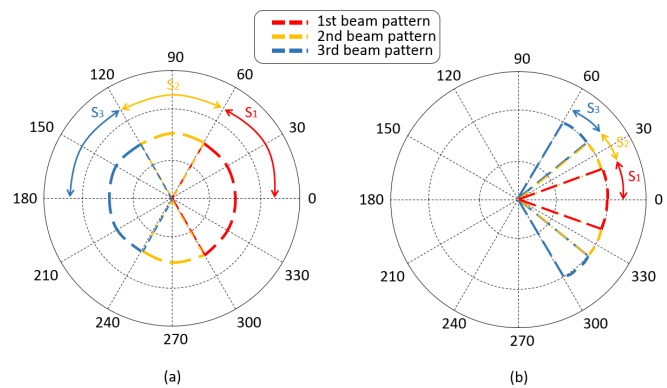 1st beam pattern
2nd beam pattern
3rd beam pattern
90
120
60
S2
S3
S1
150
30
180
0
210
330
240
300
270
(a)
90
60
120
S3
150
30
S2
S1
180
0
210
330
240
300
270
(b)